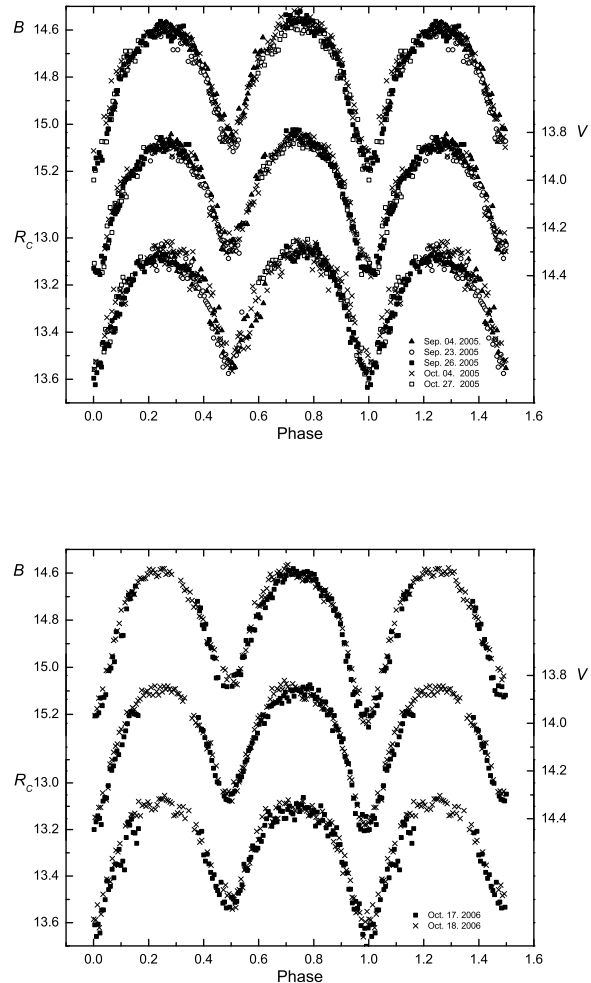 B
14.6
14.8
15.0
15.2
13.8 V
14.0
14.2
14.4
R_C 13.0
13.2
13.4
13.6
Sep. 04. 2005.
Sep. 23. 2005
Sep. 26. 2005
Oct. 04. 2005
Oct. 27. 2005
0.0 0.2 0.4 0.6 0.8 1.0 1.2 1.4 1.6
Phase
B
14.6
14.8
15.0
15.2
13.8 V
14.0
14.2
14.4
R_C 13.0
13.2
13.4
13.6
Oct. 17. 2006
Oct. 18. 2006
0.0 0.2 0.4 0.6 0.8 1.0 1.2 1.4 1.6
Phase